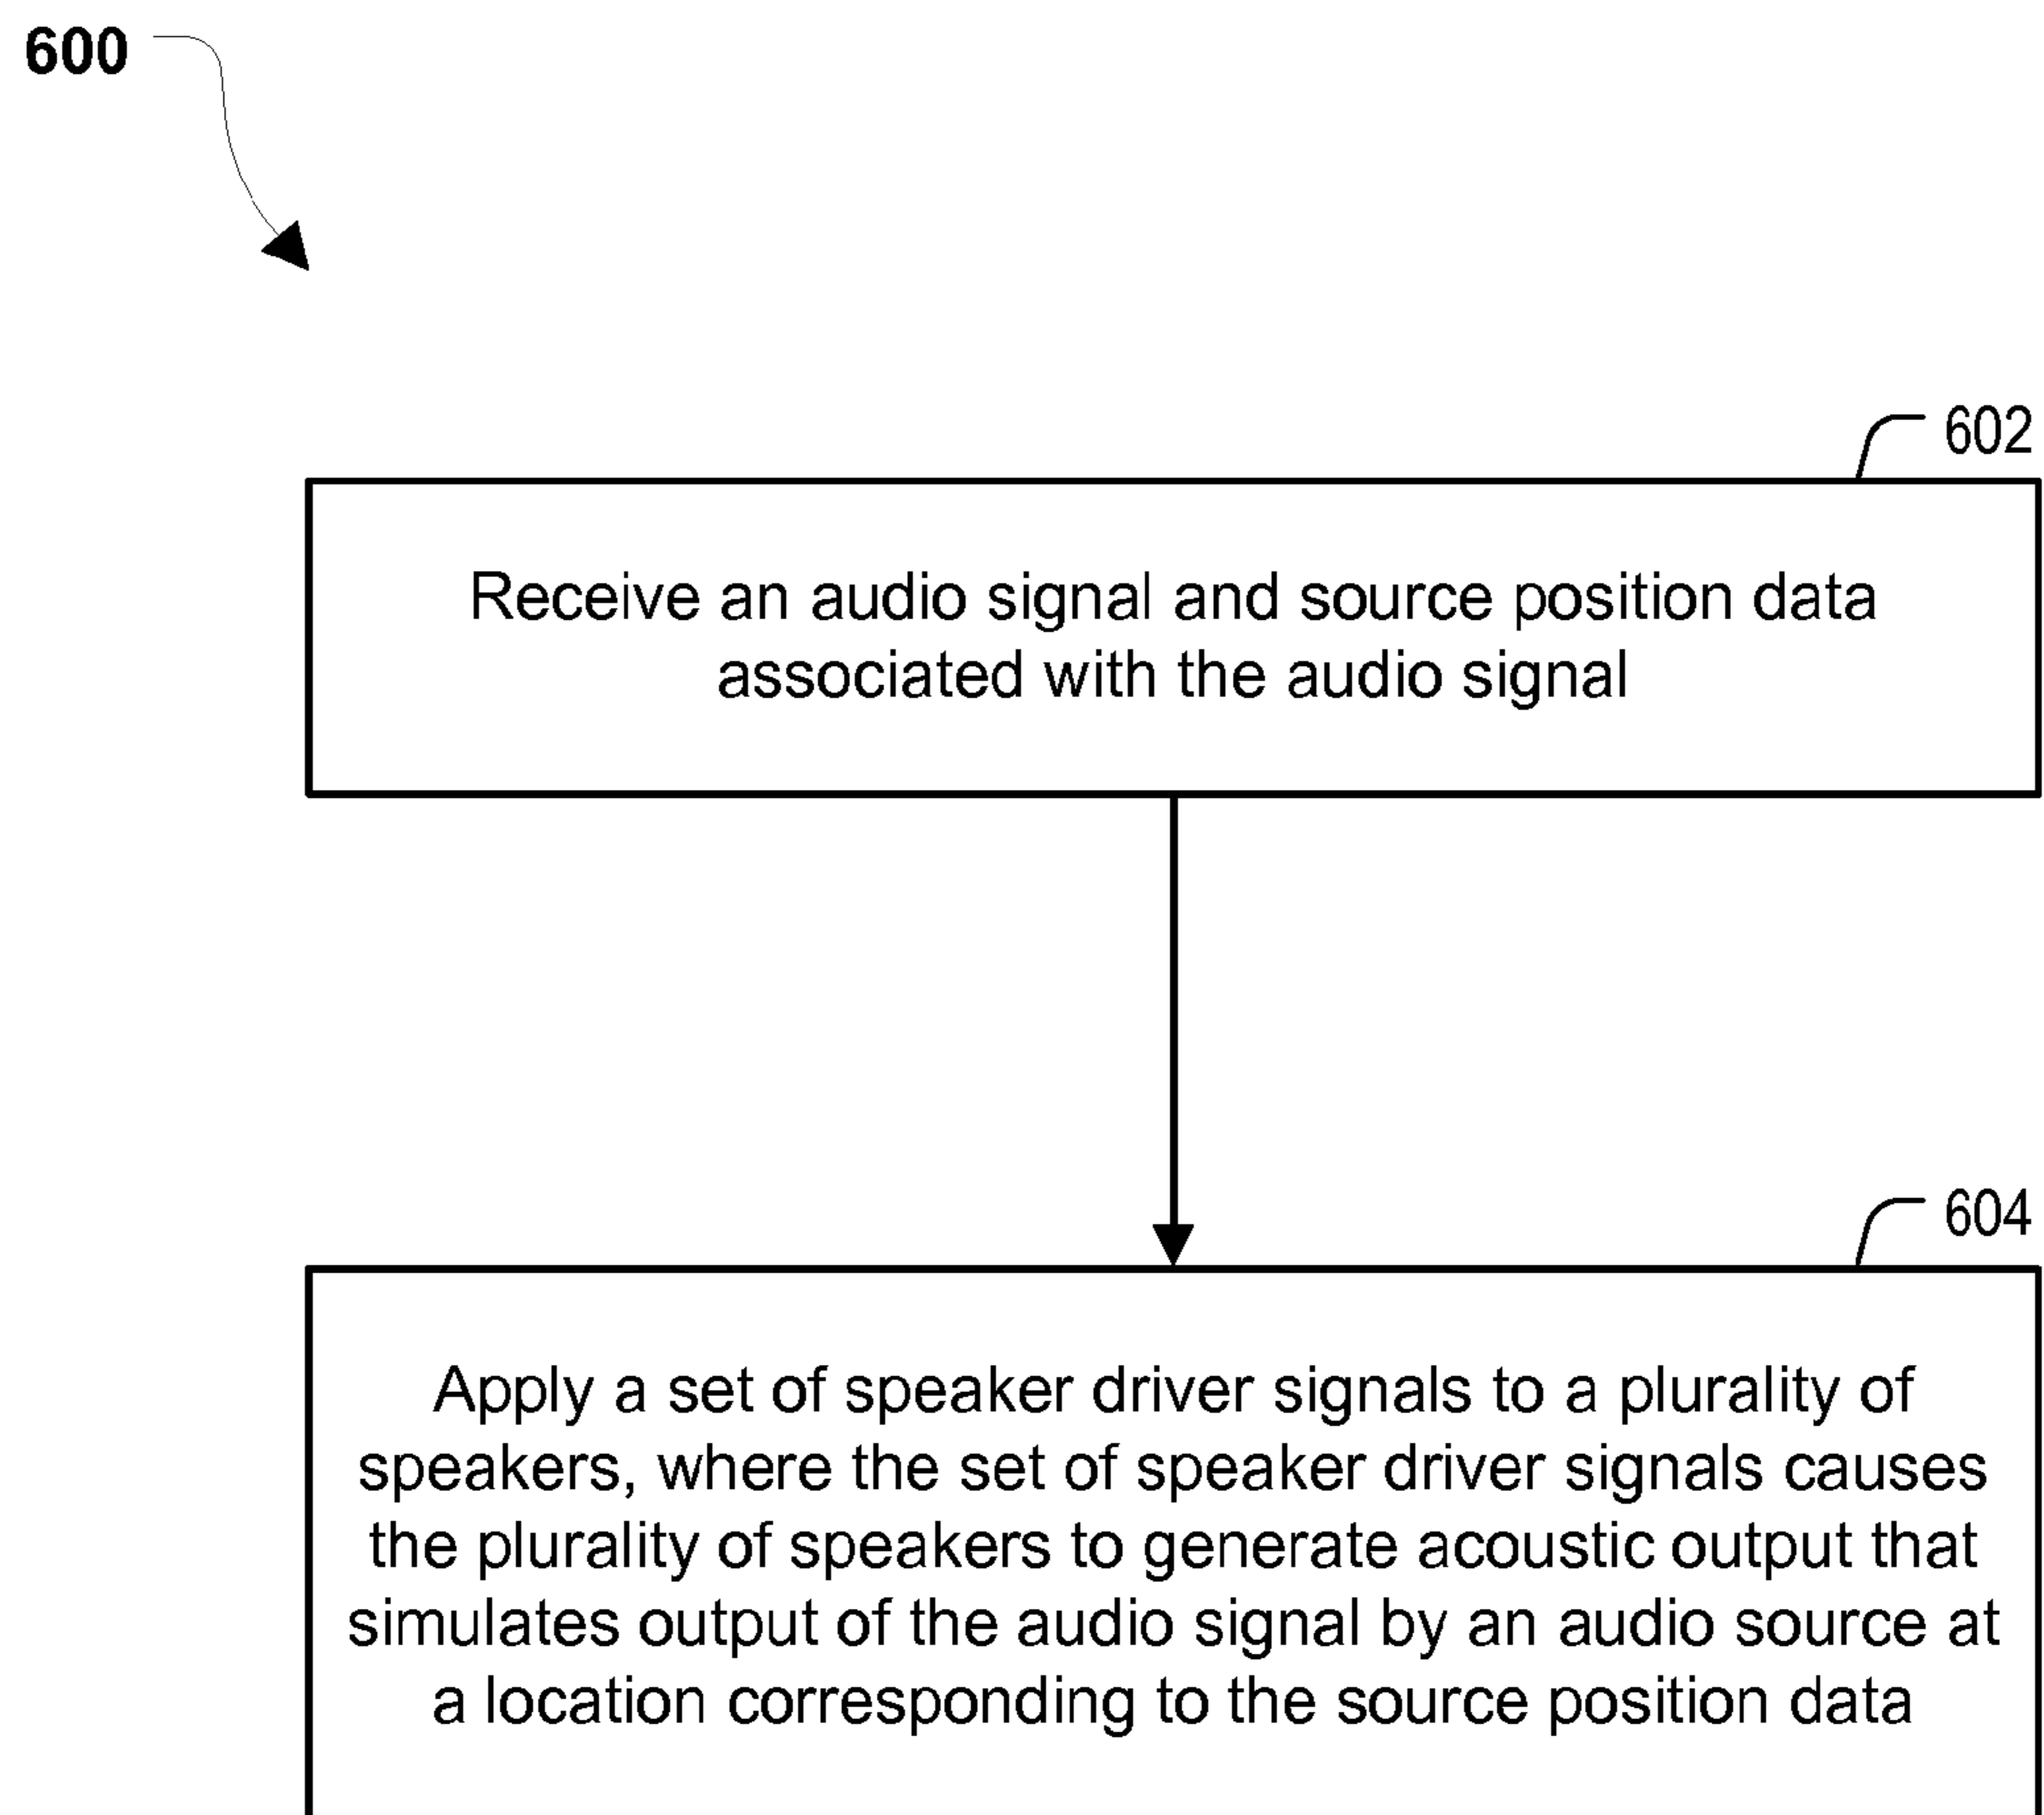 600
602
Receive an audio signal and source position data
associated with the audio signal
604
Apply a set of speaker driver signals to a plurality of
speakers, where the set of speaker driver signals causes
the plurality of speakers to generate acoustic output that
simulates output of the audio signal by an audio source at
a location corresponding to the source position data